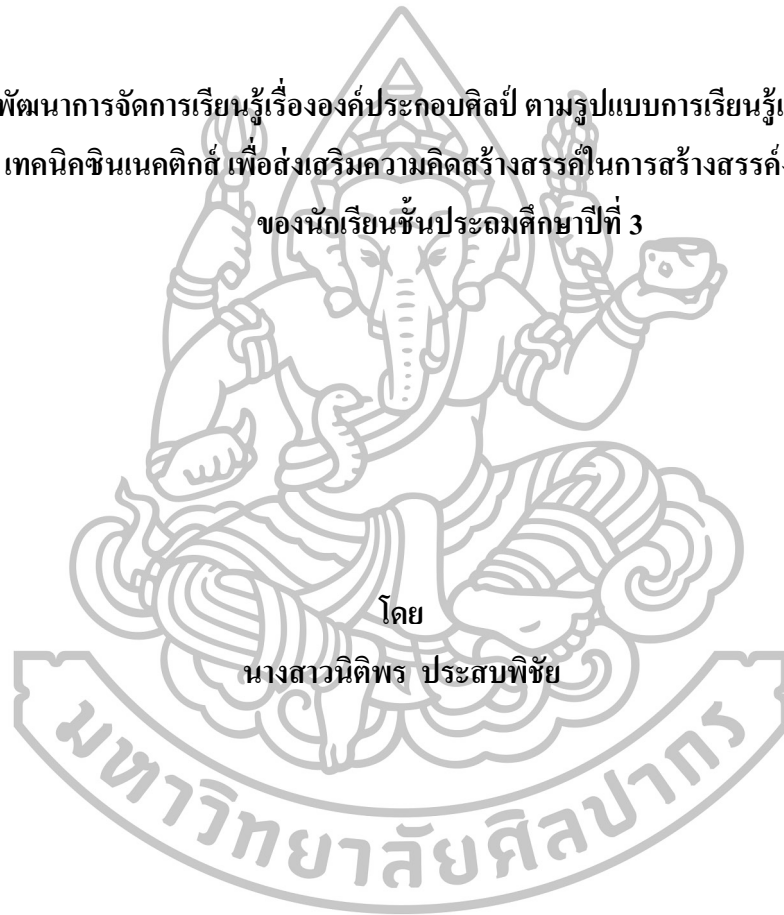 พัฒนาการจัดการเรียนรู้เรื่ององค์ประกอบศิลป์ ตามรูปแบบการเรียนรู้
เทคนิคซินเนคติกส์ เพื่อส่งเสริมความคิดสร้างสรรค์ในการสร้างสรรค์
ของนักเรียนชั้นประถมศึกษาปีที่ 3
โดย
นางสาวนิติพร ประสบพิชัย
มหาวิทยาลัยศิลปากร